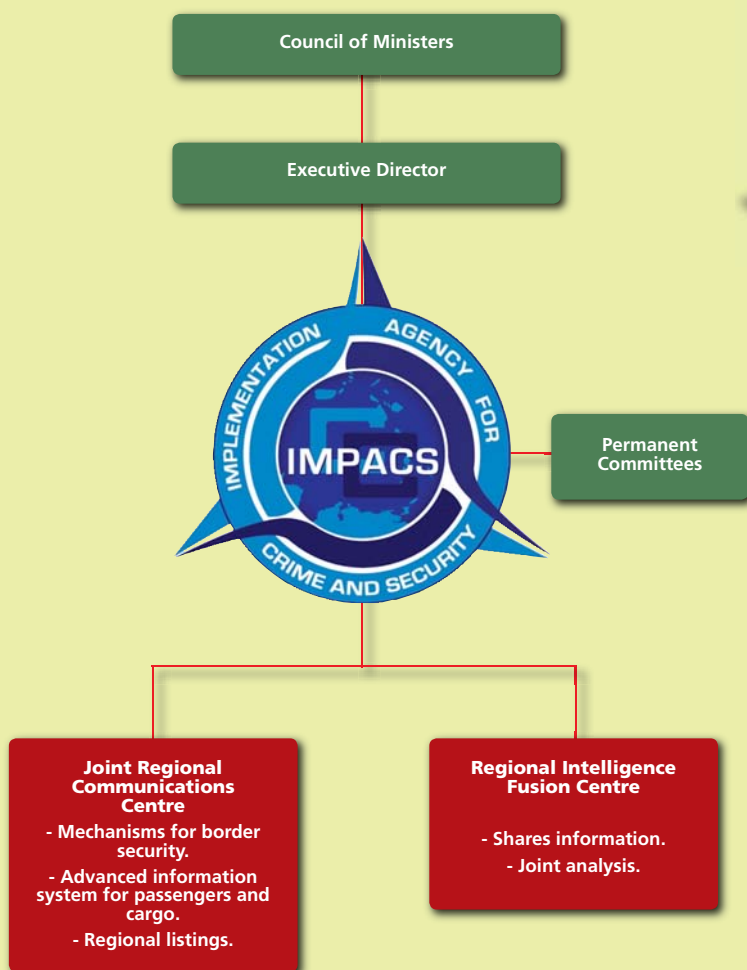 Council of Ministers
Executive Director
IMPLEMENTATION AGENCY FOR
IMPACS
CRIME AND SECURITY
Permanent
Committees
Joint Regional
Communications
Centre
- Mechanisms for border
security.
- Advanced information
system for passengers and
cargo.
- Regional listings.
Regional Intelligence
Fusion Centre
- Shares information.
- Joint analysis.